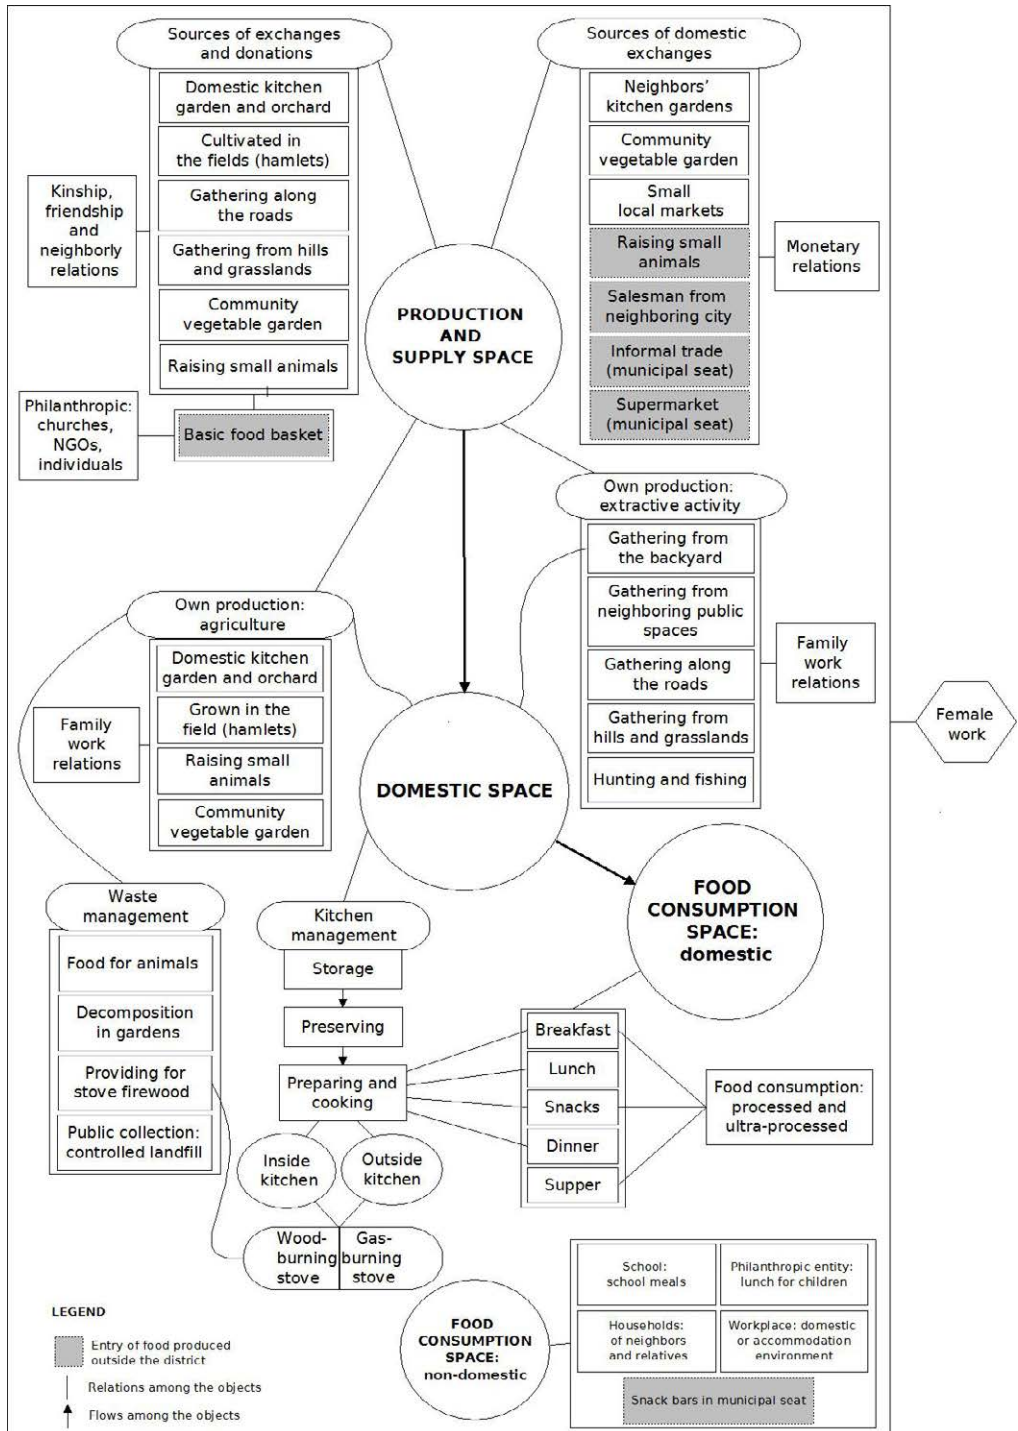 Sources of exchanges
and donations
Domestic kitchen
garden and orchard
Cultivated in
the fields (hamlets)
Gathering along
the roads
Gathering from hills
and grasslands
Community
vegetable garden
Raising small animals
Kinship,
friendship
and
neighborly
relations
Philanthropic:
churches,
NGOs,
individuals
Basic food basket
Sources of domestic
exchanges
Neighbors'
kitchen gardens
Community
vegetable garden
Small
local markets
Raising small
animals
Salesman from
neighboring city
Informal trade
(municipal seat)
Supermarket
(municipal seat)
Monetary
relations
PRODUCTION
AND
SUPPLY SPACE
Own production:
extractive activity
Gathering from
the backyard
Gathering from
neighboring public
spaces
Gathering along
the roads
Gathering from
hills and grasslands
Hunting and fishing
Family
work
relations
Own production:
agriculture
Domestic kitchen
garden and orchard
Grown in the
field (hamlets)
Raising small
animals
Community
vegetable garden
Family
work
relations
DOMESTIC SPACE
Female
work
FOOD
CONSUMPTION
SPACE:
domestic
Waste
management
Food for animals
Decomposition
in gardens
Providing for
stove firewood
Public collection:
controlled landfill
Kitchen
management
Storage
Preserving
Preparing and
cooking
Inside
kitchen
Outside
kitchen
Wood-
burning
stove
Gas-
burning
stove
Breakfast
Lunch
Snacks
Dinner
Supper
Food consumption:
processed and
ultra-processed
FOOD
CONSUMPTION
SPACE:
non-domestic
School:
school meals
Philanthropic entity:
lunch for children
Households:
of neighbors
and relatives
Workplace: domestic
or accommodation
environment
Snack bars in municipal seat
LEGEND
Entry of food produced
outside the district
Relations among the objects
Flows among the objects